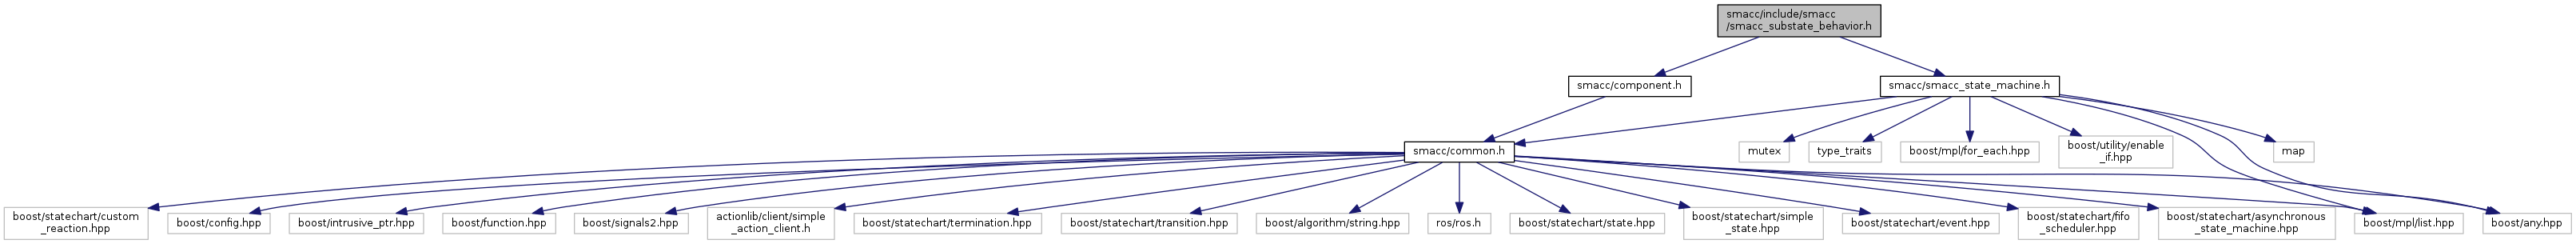 smacc/include/smacc
/smacc_substate_behavior.h
smacc/component.h
smacc/smacc_state_machine.h
smacc/common.h
mutex
type_traits
boost/mpl/for_each.hpp
boost/utility/enable
_if.hpp
map
boost/statechart/custom
_reaction.hpp
boost/config.hpp
boost/intrusive_ptr.hpp
boost/function.hpp
boost/signals2.hpp
actionlib/client/simple
_action_client.h
boost/statechart/termination.hpp
boost/statechart/transition.hpp
boost/algorithm/string.hpp
ros/ros.h
boost/statechart/state.hpp
boost/statechart/simple
_state.hpp
boost/statechart/event.hpp
boost/statechart/fifo
_scheduler.hpp
boost/statechart/asynchronous
_state_machine.hpp
boost/mpl/list.hpp
boost/any.hpp